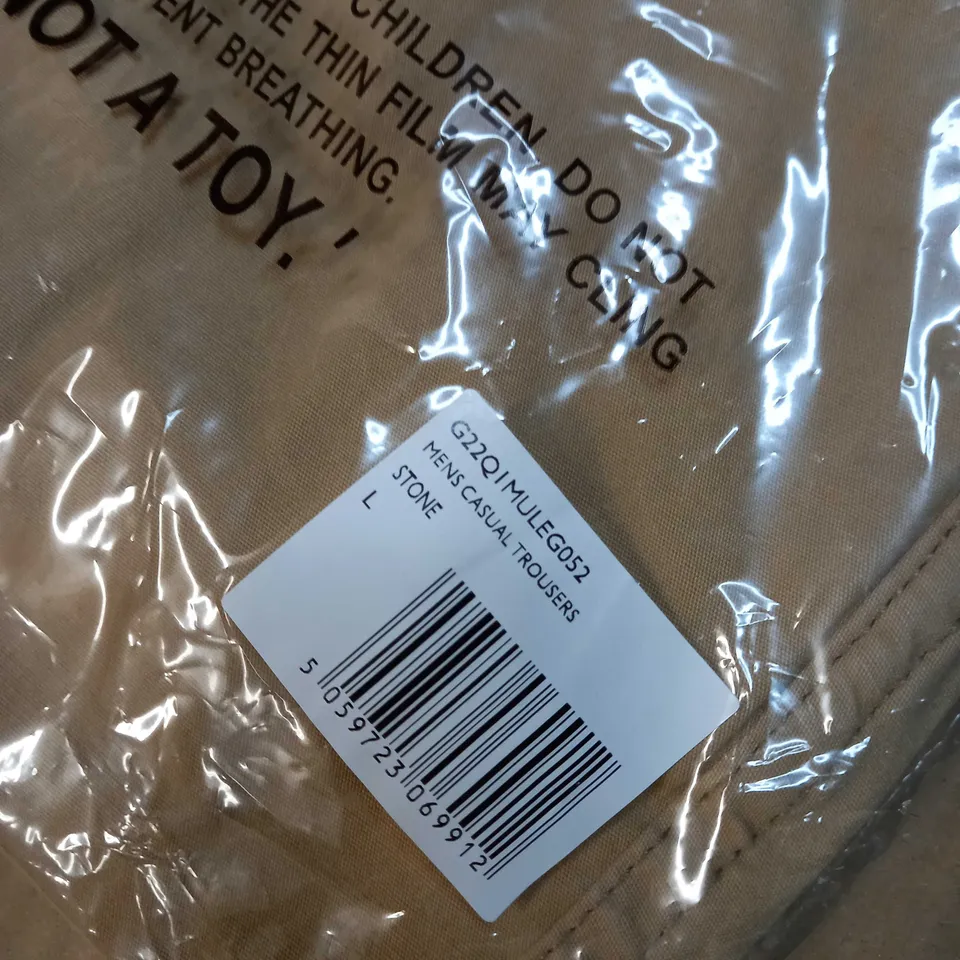 CHILDREN. DO NOT
THE THIN FILM MAY CLING
BREATHING.
NOT A TOY.'
G22Q1MULEG052
MENS CASUAL TROUSERS
STONE
L
5 059723 069912